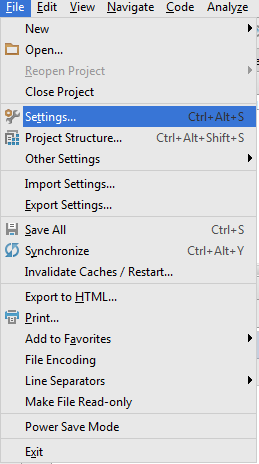 File Edit View Navigate Code Analyze
New
Open...
Reopen Project
Close Project
Settings... Ctrl+Alt+S
Project Structure... Ctrl+Alt+Shift+S
Other Settings
Import Settings...
Export Settings...
Save All Ctrl+S
Synchronize Ctrl+Alt+Y
Invalidate Caches / Restart...
Export to HTML...
Print...
Add to Favorites
File Encoding
Line Separators
Make File Read-only
Power Save Mode
Exit